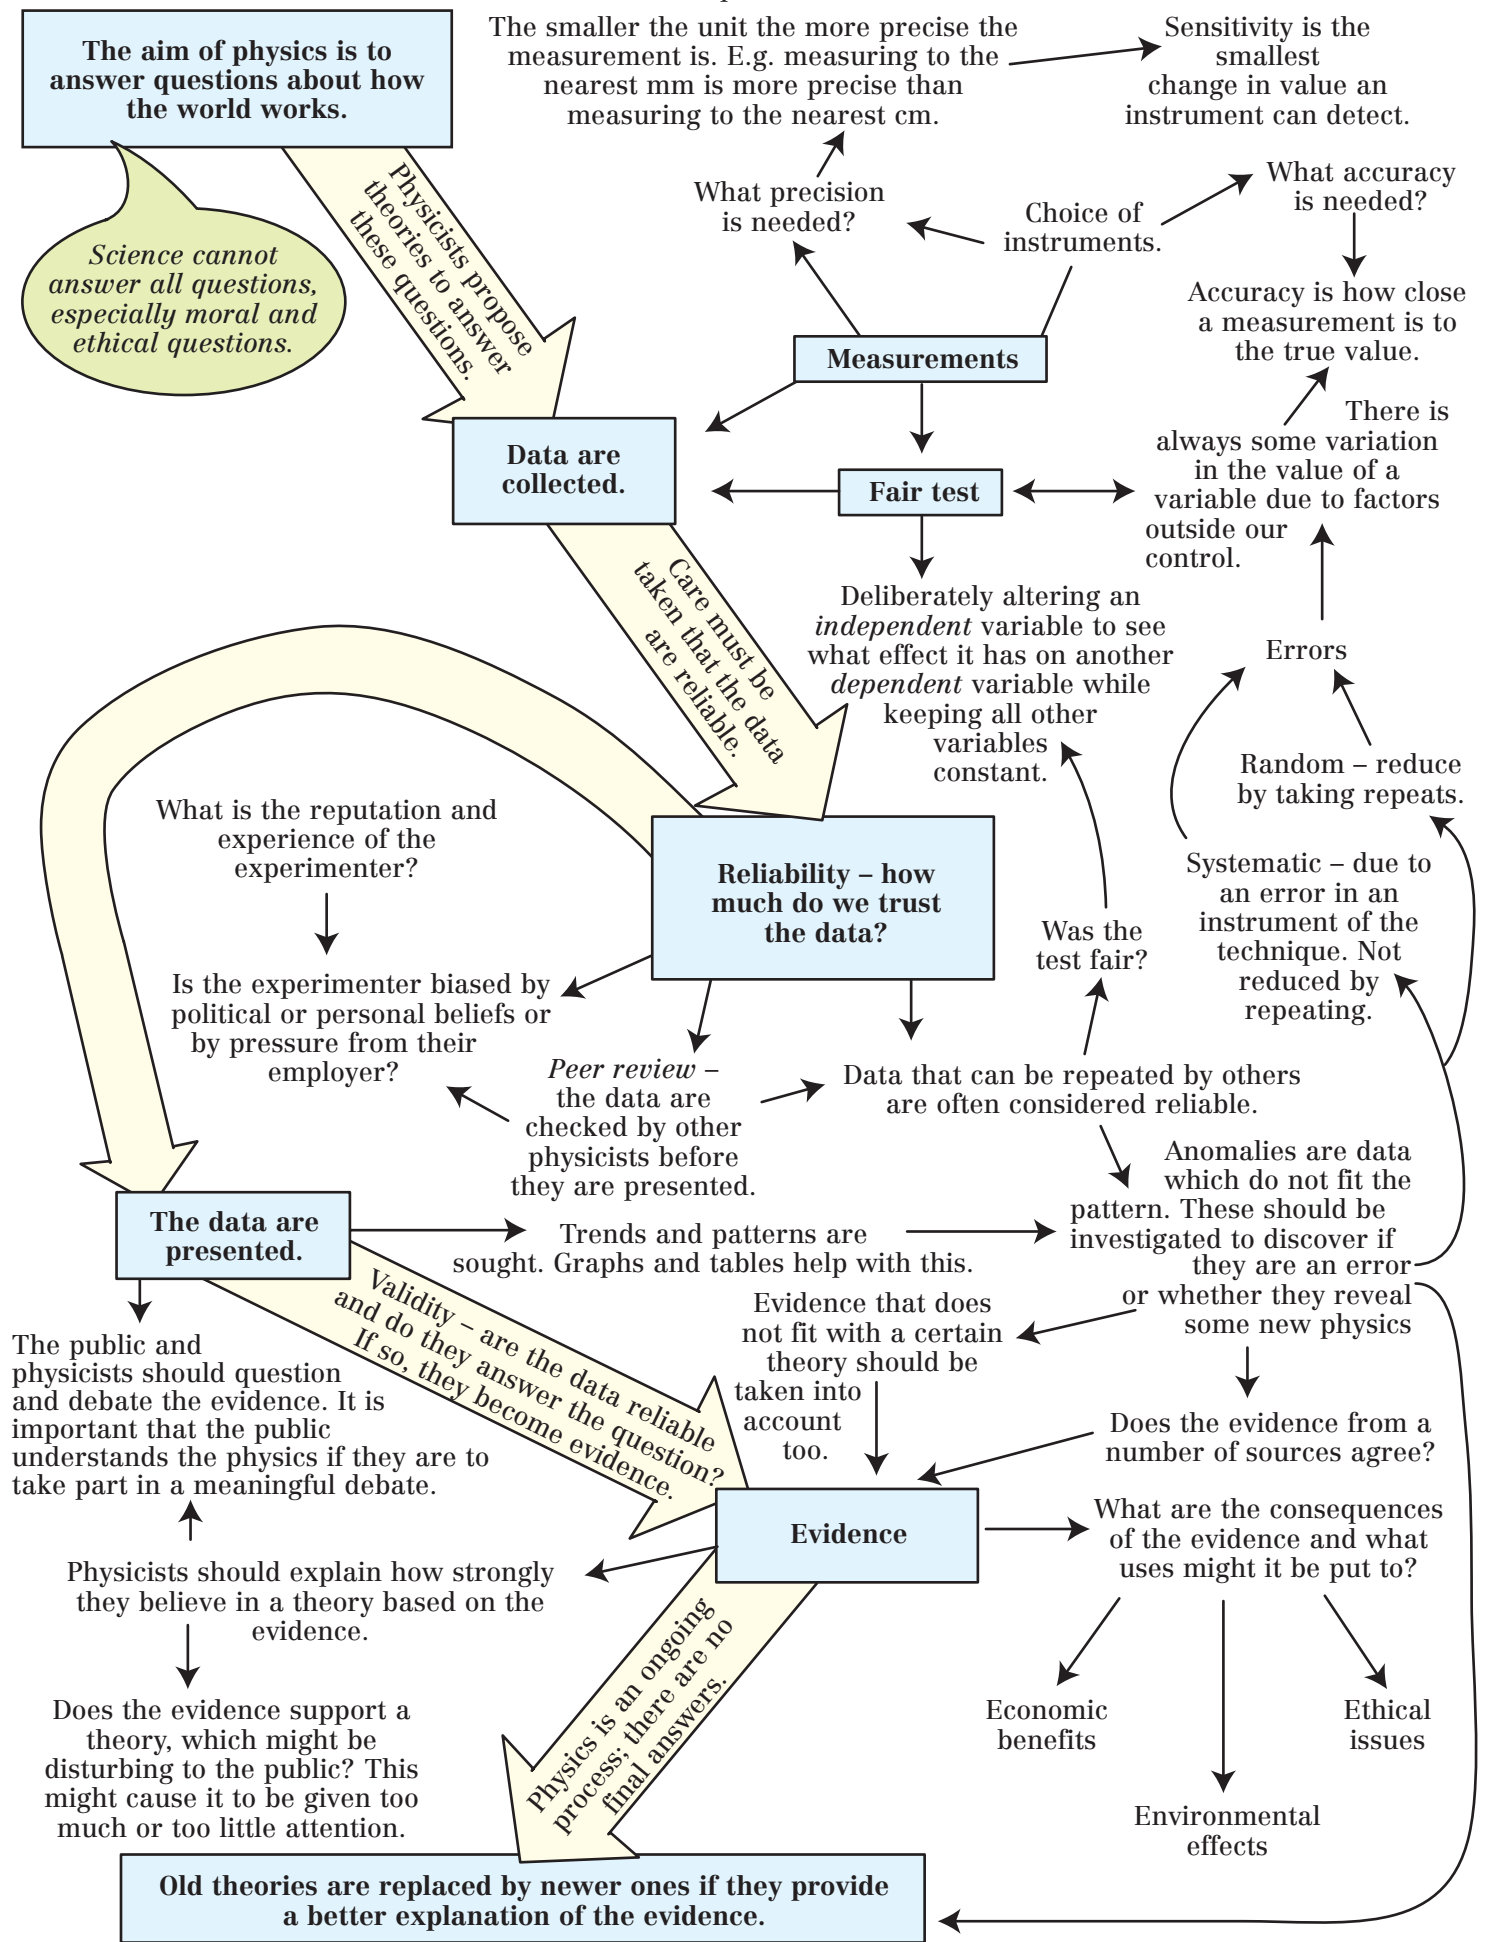 The aim of physics is to
answer questions about how
the world works.
Science cannot
answer all questions,
especially moral and
ethical questions.
Physicists propose
theories to answer
these questions.
The smaller the unit the more precise the
measurement is. E.g. measuring to the
nearest mm is more precise than
measuring to the nearest cm.
Sensitivity is the
smallest
change in value an
instrument can detect.
What precision
is needed?
Choice of
instruments.
What accuracy
is needed?
Accuracy is how close
a measurement is to
the true value.
Measurements
Data are
collected.
Fair test
There is
always some variation
in the value of a
variable due to factors
outside our
control.
Care must be
taken that the data
are reliable.
Deliberately altering an
independent variable to see
what effect it has on another
dependent variable while
keeping all other
variables
constant.
Errors
Random – reduce
by taking repeats.
Systematic – due to
an error in an
instrument of the
technique. Not
reduced by
repeating.
What is the reputation and
experience of the
experimenter?
Reliability – how
much do we trust
the data?
Was the
test fair?
Is the experimenter biased by
political or personal beliefs or
by pressure from their
employer?
Peer review –
the data are
checked by other
physicists before
they are presented.
Data that can be repeated by others
are often considered reliable.
Anomalies are data
which do not fit the
pattern. These should be
investigated to discover if
they are an error
or whether they reveal
some new physics
The data are
presented.
Trends and patterns are
sought. Graphs and tables help with this.
Validity – are the data reliable
and do they answer the question?
If so, they become evidence.
Evidence that does
not fit with a certain
theory should be
taken into
account
too.
The public and
physicists should question
and debate the evidence. It is
important that the public
understands the physics if they are to
take part in a meaningful debate.
Does the evidence from a
number of sources agree?
Evidence
What are the consequences
of the evidence and what
uses might it be put to?
Physicists should explain how strongly
they believe in a theory based on the
evidence.
Physics is an ongoing
process; there are no
final answers.
Does the evidence support a
theory, which might be
disturbing to the public? This
might cause it to be given too
much or too little attention.
Economic
benefits
Ethical
issues
Environmental
effects
Old theories are replaced by newer ones if they provide
a better explanation of the evidence.